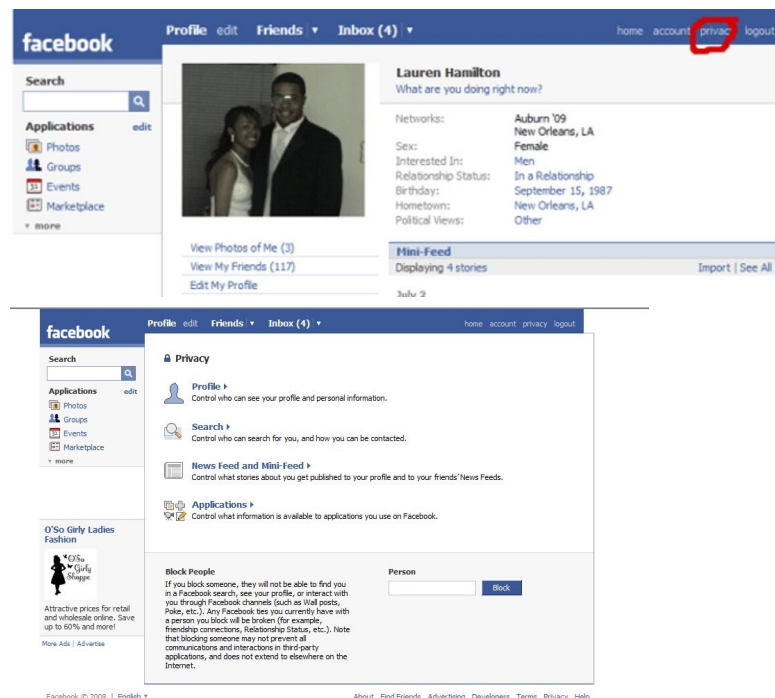 facebook
Profile edit Friends Inbox (4)
home account privacy logout
Search
Applications edit
Photos
Groups
Events
Marketplace
more
Lauren Hamilton
What are you doing right now?
Networks: Auburn '09
New Orleans, LA
Sex: Female
Interested In: Men
Relationship Status: In a Relationship
Birthday: September 15, 1987
Hometown: New Orleans, LA
Political Views: Other
View Photos of Me (3)
View My Friends (117)
Edit My Profile
Mini-Feed
Displaying 4 stories Import | See All
facebook
Profile edit Friends Inbox (4)
home account privacy logout
Search
Applications edit
Photos
Groups
Events
Marketplace
more
O'So Girly Ladies
Fashion
O'So
Girly
Shoppe
Attractive prices for retail
and wholesale online. Save
up to 60% and more!
More Ads | Advertise
Privacy
Profile
Control who can see your profile and personal information.
Search
Control who can search for you, and how you can be contacted.
News Feed and Mini-Feed
Control what stories about you get published to your profile and to your friends' News Feeds.
Applications
Control what information is available to applications you use on Facebook.
Block People
If you block someone, they will not be able to find you
in a Facebook search, see your profile, or interact with
you through Facebook channels (such as Wall posts,
Poke, etc.). Any Facebook ties you currently have with
a person you block will be broken (for example,
friendship connections, Relationship Status, etc.). Note
that blocking someone may not prevent all
communications and interactions in third-party
applications, and does not extend to elsewhere on the
Internet.
Person
Block
Facebook © 2008 | English
About Find Friends Advertising Developers Terms Privacy Help